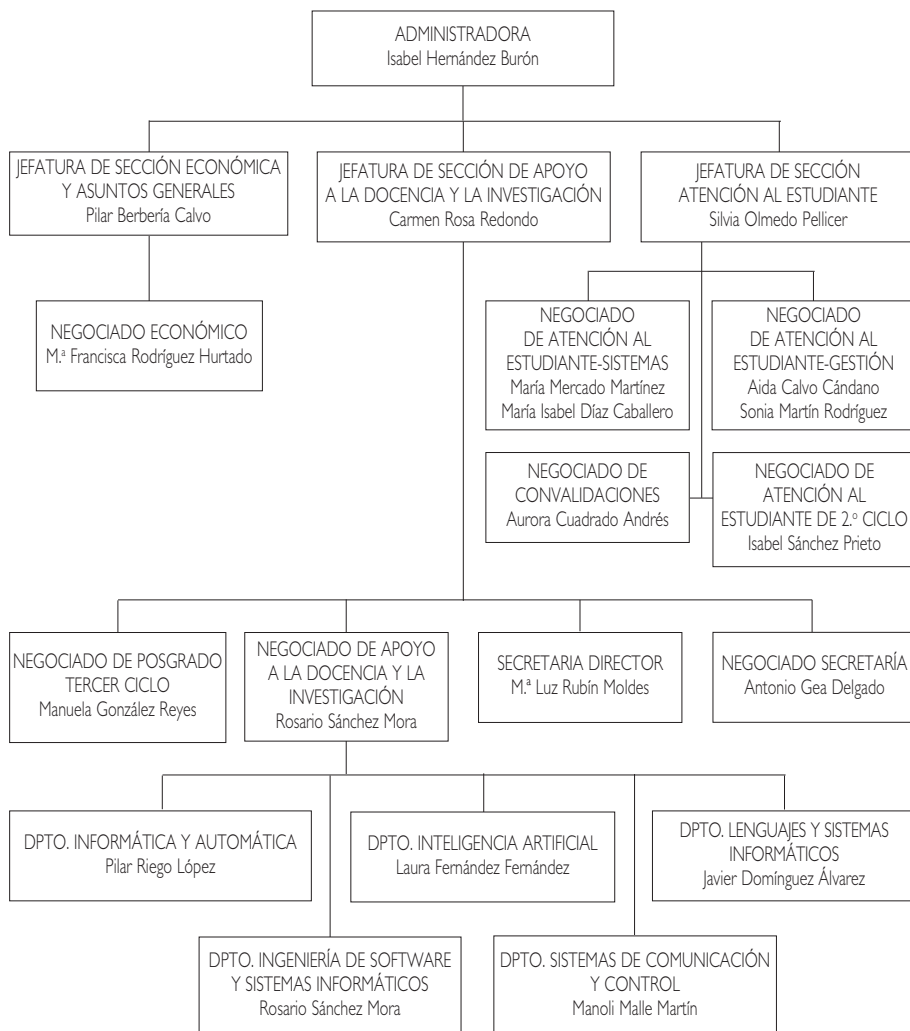 ADMINISTRADORA
Isabel Hernández Burón
JEFATURA DE SECCIÓN ECONÓMICA
Y ASUNTOS GENERALES
Pilar Berbería Calvo
JEFATURA DE SECCIÓN DE APOYO
A LA DOCENCIA Y LA INVESTIGACIÓN
Carmen Rosa Redondo
JEFATURA DE SECCIÓN
ATENCIÓN AL ESTUDIANTE
Silvia Olmedo Pellicer
NEGOCIADO ECONÓMICO
M.ª Francisca Rodríguez Hurtado
NEGOCIADO
DE ATENCIÓN AL
ESTUDIANTE-SISTEMAS
María Mercado Martínez
María Isabel Díaz Caballero
NEGOCIADO
DE ATENCIÓN AL
ESTUDIANTE-GESTIÓN
Aida Calvo Cándano
Sonia Martín Rodríguez
NEGOCIADO DE
CONVALIDACIONES
Aurora Cuadrado Andrés
NEGOCIADO DE
ATENCIÓN AL
ESTUDIANTE DE 2.º CICLO
Isabel Sánchez Prieto
NEGOCIADO DE POSGRADO
TERCER CICLO
Manuela González Reyes
NEGOCIADO DE APOYO
A LA DOCENCIA Y LA
INVESTIGACIÓN
Rosario Sánchez Mora
SECRETARIA DIRECTOR
M.ª Luz Rubín Moldes
NEGOCIADO SECRETARÍA
Antonio Gea Delgado
DPTO. INFORMÁTICA Y AUTOMÁTICA
Pilar Riego López
DPTO. INTELIGENCIA ARTIFICIAL
Laura Fernández Fernández
DPTO. LENGUAJES Y SISTEMAS
INFORMÁTICOS
Javier Domínguez Álvarez
DPTO. INGENIERÍA DE SOFTWARE
Y SISTEMAS INFORMÁTICOS
Rosario Sánchez Mora
DPTO. SISTEMAS DE COMUNICACIÓN
Y CONTROL
Manoli Malle Martín